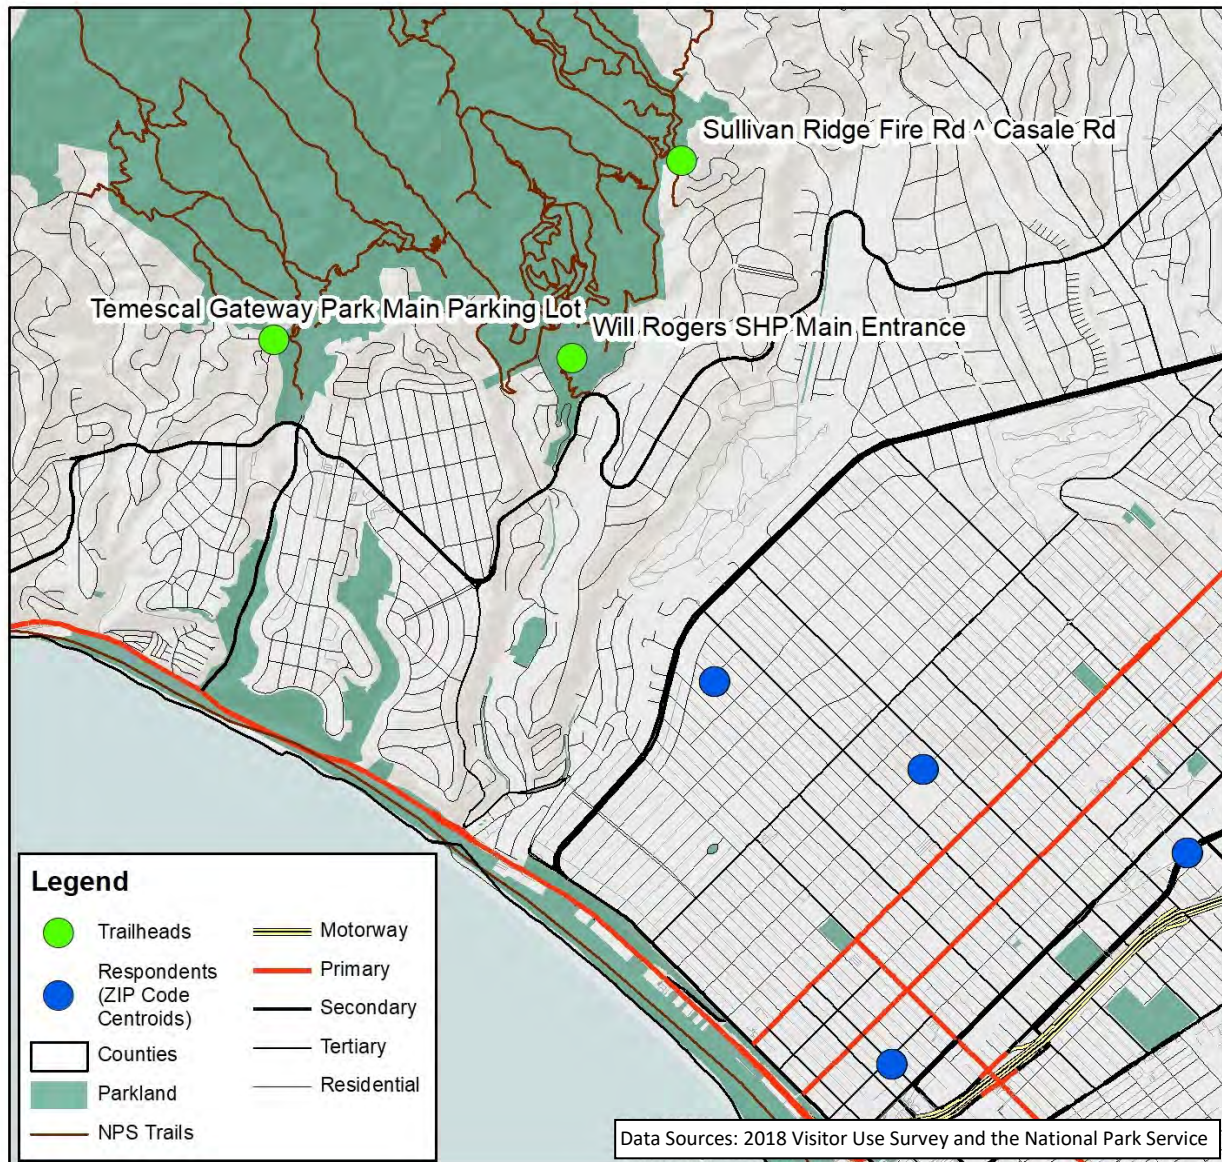 Sullivan Ridge Fire Rd ^ Casale Rd
Temescal Gateway Park Main Parking Lot
Will Rogers SHP Main Entrance
Legend
Trailheads
Respondents
(ZIP Code
Centroids)
Counties
Parkland
NPS Trails
Motorway
Primary
Secondary
Tertiary
Residential
Data Sources: 2018 Visitor Use Survey and the National Park Service